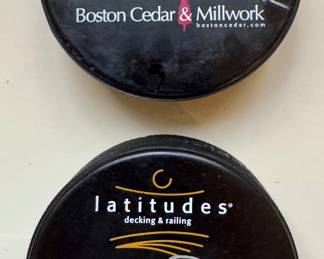 Boston Cedar & Millwork
bostoncedar.com
latitudes®
decking & railing